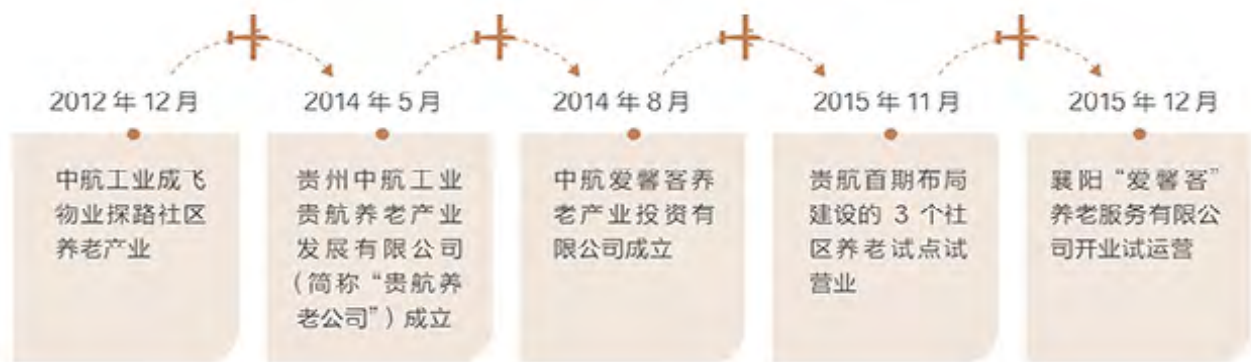 2012 年 12 月
中航工业成飞
物业探路社区
养老产业
2014 年 5 月
贵州中航工业
贵航养老产业
发展有限公司
(简称“贵航养
老公司”)成立
2014 年 8 月
中航爱馨客养
老产业投资有
限公司成立
2015 年 11 月
贵航首期布局
建设的 3 个社
区养老试点试
营业
2015 年 12 月
襄阳“爱馨客”
养老服务有限公
司开业试运营